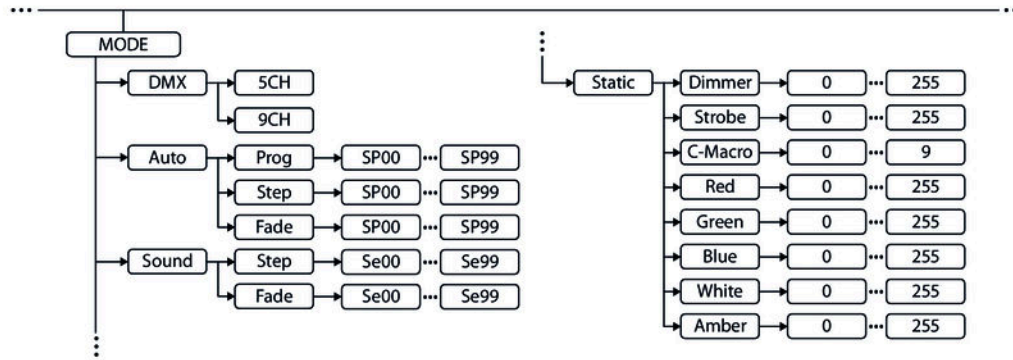 MODE
DMX 5CH
9CH
Auto Prog SP00 ... SP99
Step SP00 ... SP99
Fade SP00 ... SP99
Sound Step Se00 ... Se99
Fade Se00 ... Se99
Static Dimmer 0 ... 255
Strobe 0 ... 255
C-Macro 0 ... 9
Red 0 ... 255
Green 0 ... 255
Blue 0 ... 255
White 0 ... 255
Amber 0 ... 255